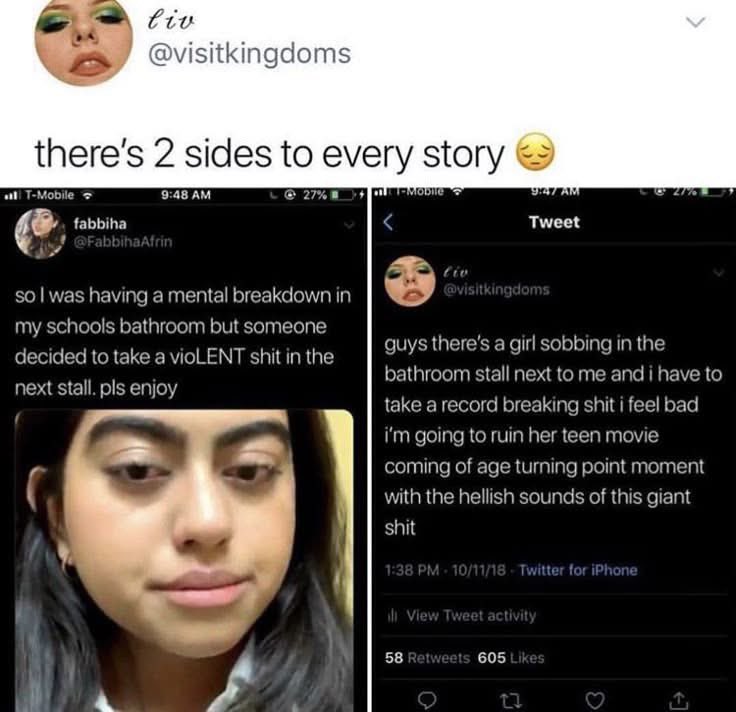 liv
@visitkingdoms
there's 2 sides to every story 😔
T-Mobile 9:48 AM 27%
fabbiha
@FabbihaAfrin
so I was having a mental breakdown in
my schools bathroom but someone
decided to take a vioLENT shit in the
next stall. pls enjoy
T-Mobile 9:47 AM 27%
Tweet
liv
@visitkingdoms
guys there's a girl sobbing in the
bathroom stall next to me and i have to
take a record breaking shit i feel bad
i'm going to ruin her teen movie
coming of age turning point moment
with the hellish sounds of this giant
shit
1:38 PM · 10/11/18 · Twitter for iPhone
View Tweet activity
58 Retweets 605 Likes